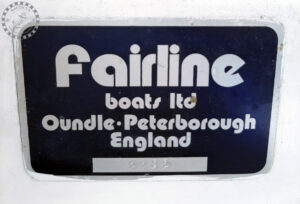 Fairline
boats ltd
Oundle·Peterborough
England